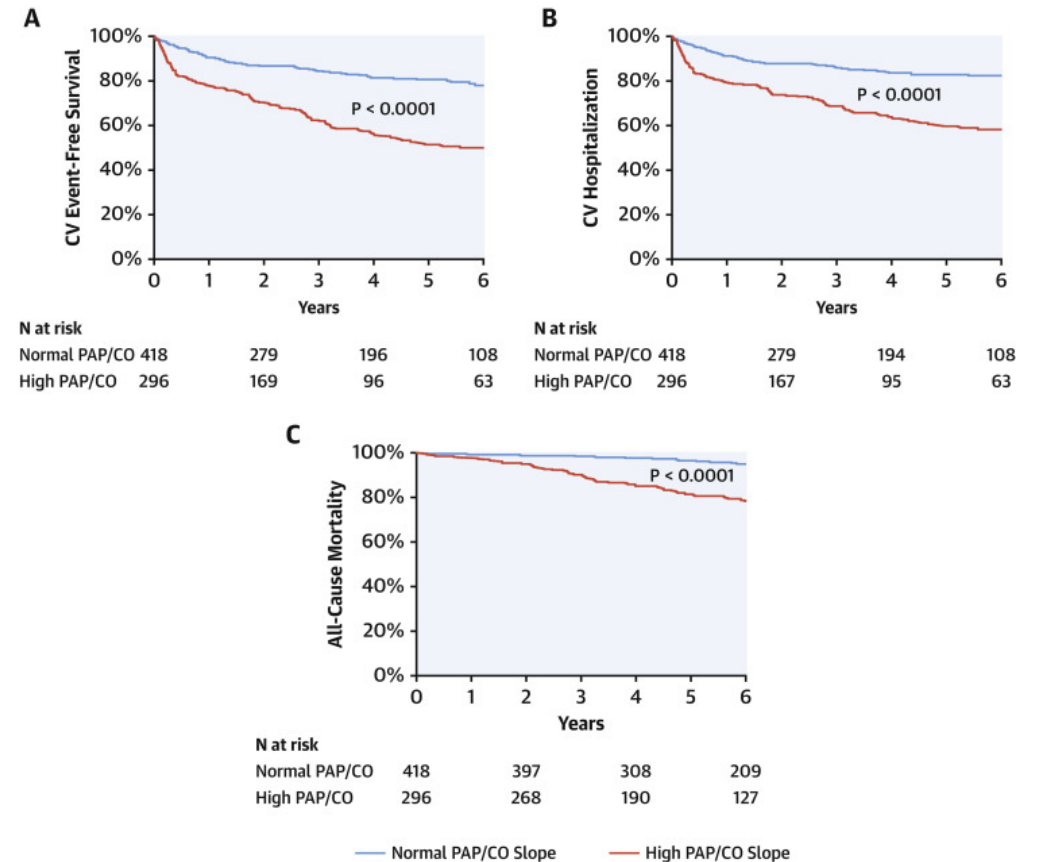 A
CV Event-Free Survival
100%
80%
60%
40%
20%
0%
P < 0.0001
0 1 2 3 4 5 6
Years
N at risk
Normal PAP/CO 418 279 196 108
High PAP/CO 296 169 96 63
B
CV Hospitalization
100%
80%
60%
40%
20%
0%
P < 0.0001
0 1 2 3 4 5 6
Years
N at risk
Normal PAP/CO 418 279 194 108
High PAP/CO 296 167 95 63
C
All-Cause Mortality
100%
80%
60%
40%
20%
0%
P < 0.0001
0 1 2 3 4 5 6
Years
N at risk
Normal PAP/CO 418 397 308 209
High PAP/CO 296 268 190 127
Normal PAP/CO Slope High PAP/CO Slope